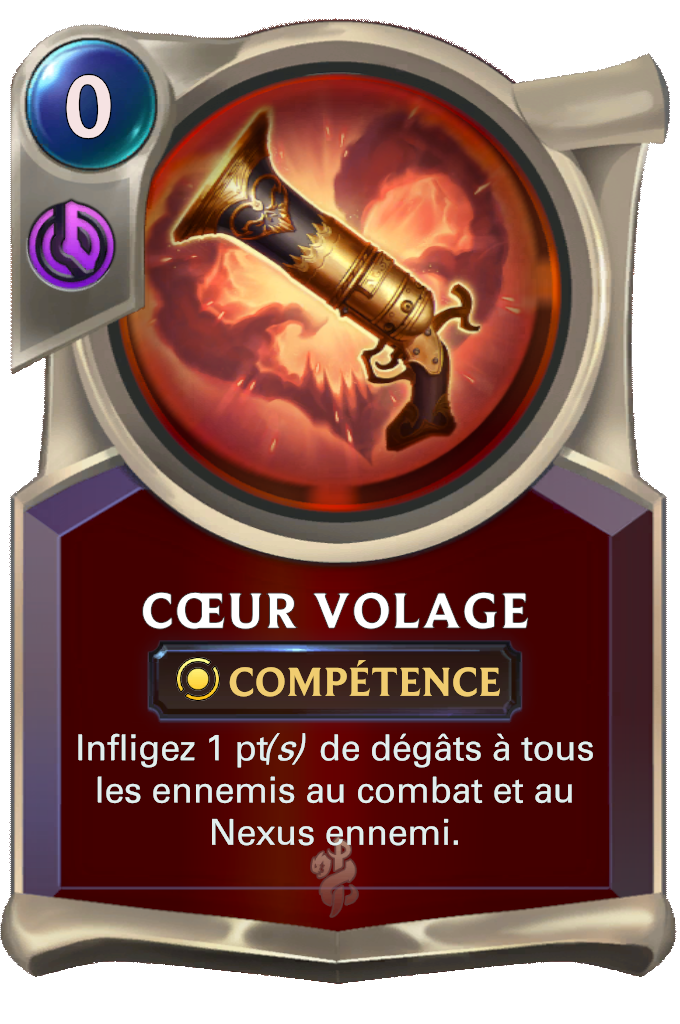 0
CŒUR VOLAGE
COMPÉTENCE
Infligez 1 pt(s) de dégâts à tous
les ennemis au combat et au
Nexus ennemi.